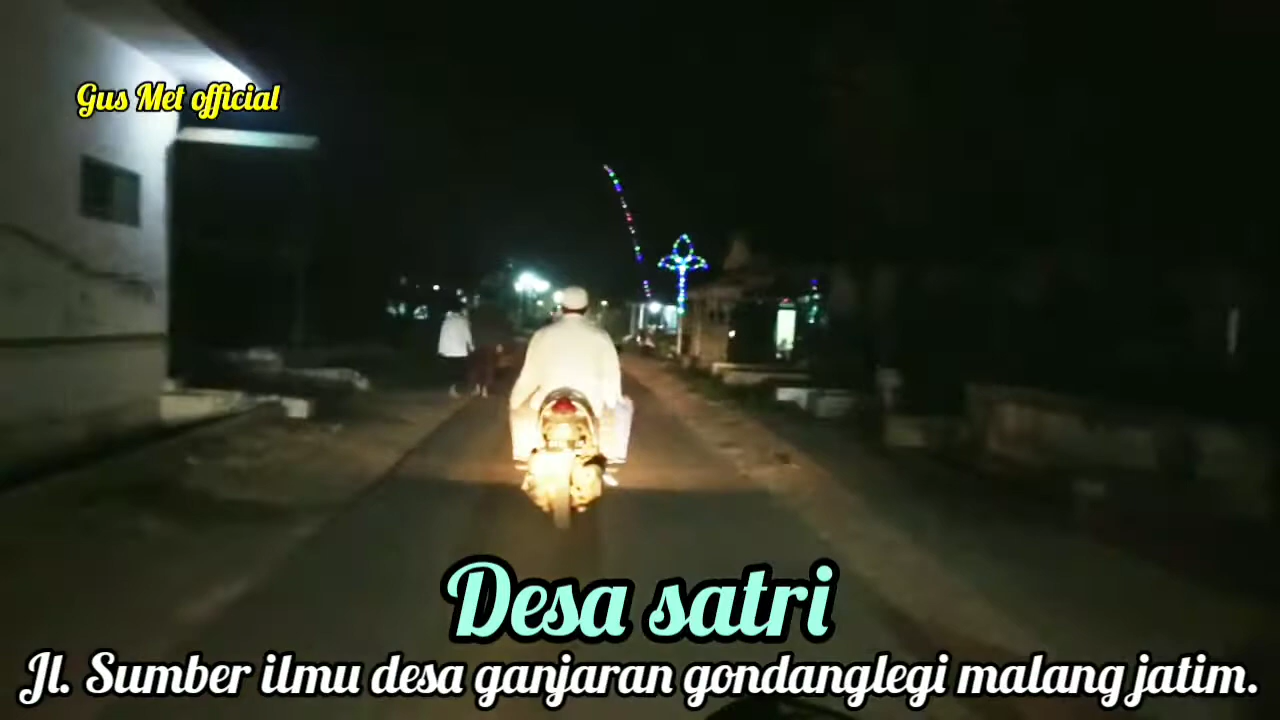 Gus Met official
Desa satri
Jl. Sumber ilmu desa ganjaran gondanglegi malang jatim.